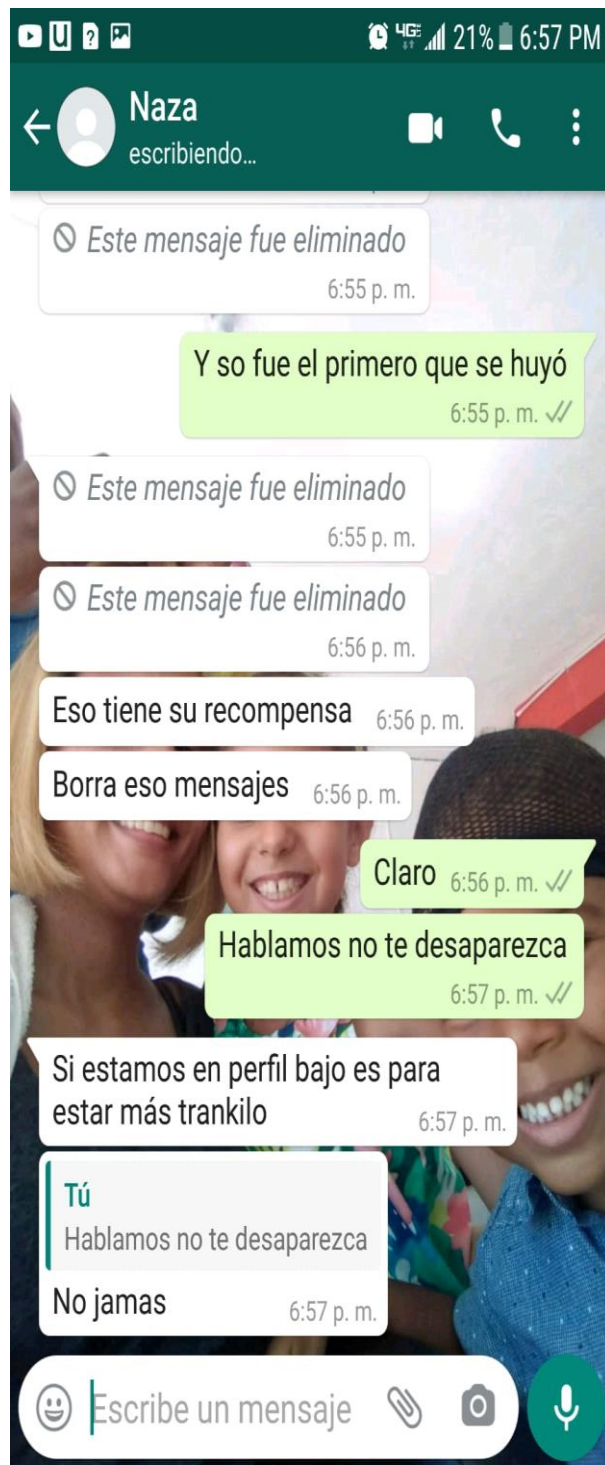 4GE 21% 6:57 PM
Naza
escribiendo...
Este mensaje fue eliminado
6:55 p. m.
Y so fue el primero que se huyó
6:55 p. m.
Este mensaje fue eliminado
6:55 p. m.
Este mensaje fue eliminado
6:56 p. m.
Eso tiene su recompensa 6:56 p. m.
Borra eso mensajes 6:56 p. m.
Claro 6:56 p. m.
Hablamos no te desaparezca
6:57 p. m.
Si estamos en perfil bajo es para
estar más trankilo 6:57 p. m.
Tú
Hablamos no te desaparezca
No jamas 6:57 p. m.
Escribe un mensaje